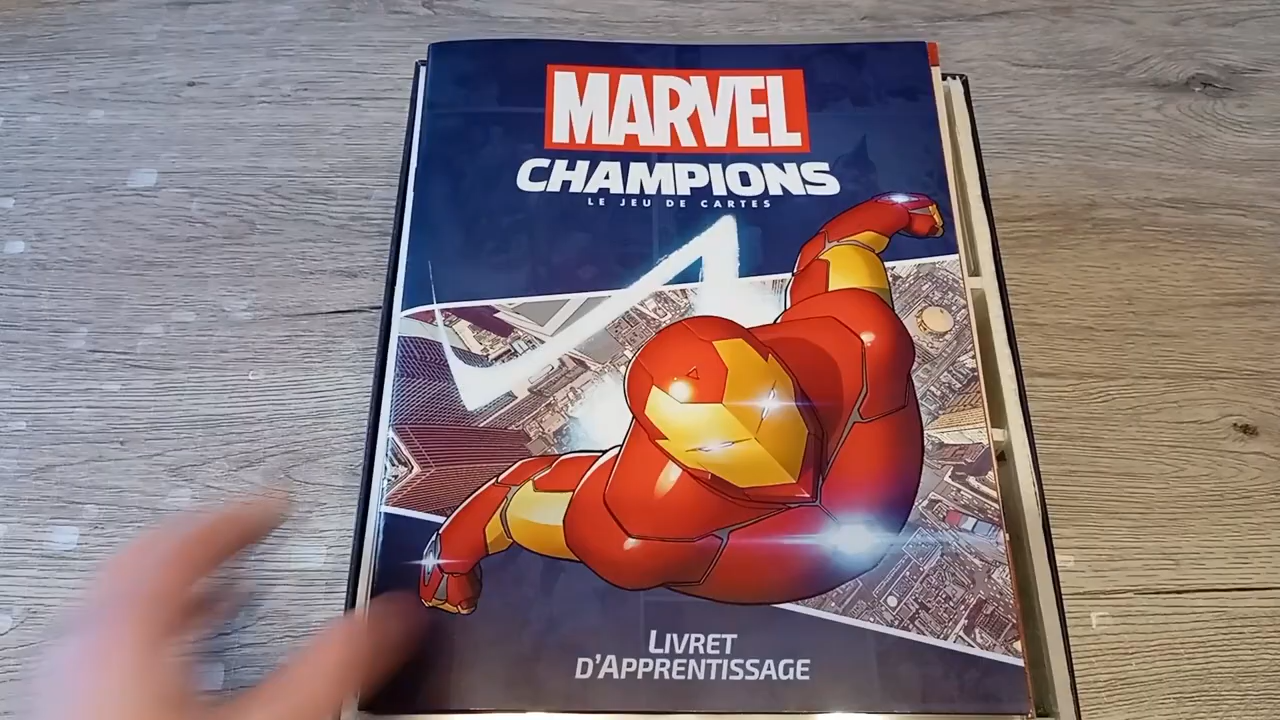 MARVEL
CHAMPIONS
LE JEU DE CARTES
LIVRET
D'APPRENTISSAGE